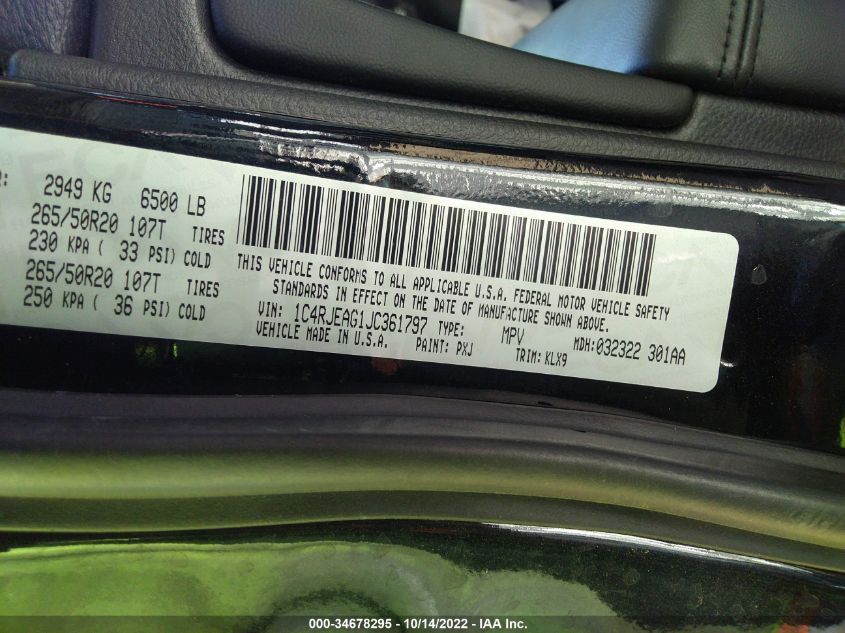 R: 2949 KG 6500 LB
265/50R20 107T TIRES
230 KPA ( 33 PSI) COLD
265/50R20 107T TIRES
250 KPA ( 36 PSI) COLD
THIS VEHICLE CONFORMS TO ALL APPLICABLE U.S.A. FEDERAL MOTOR VEHICLE SAFETY
STANDARDS IN EFFECT ON THE DATE OF MANUFACTURE SHOWN ABOVE.
VIN: 1C4RJEAG1JC361797 TYPE: MPV MDH:032322 301AA
VEHICLE MADE IN U.S.A. PAINT: PXJ TRIM: KLX9
000-34678295 - 10/14/2022 - IAA Inc.